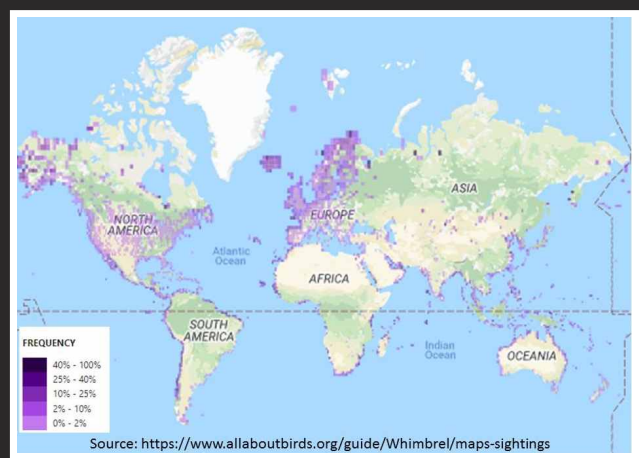 ASIA
EUROPE
NORTH
AMERICA
Atlantic
Ocean
AFRICA
SOUTH
AMERICA
Indian
Ocean
OCEANIA
FREQUENCY
40% - 100%
25% - 40%
10% - 25%
2% - 10%
0% - 2%
Source: https://www.allaboutbirds.org/guide/Whimbrel/maps-sightings